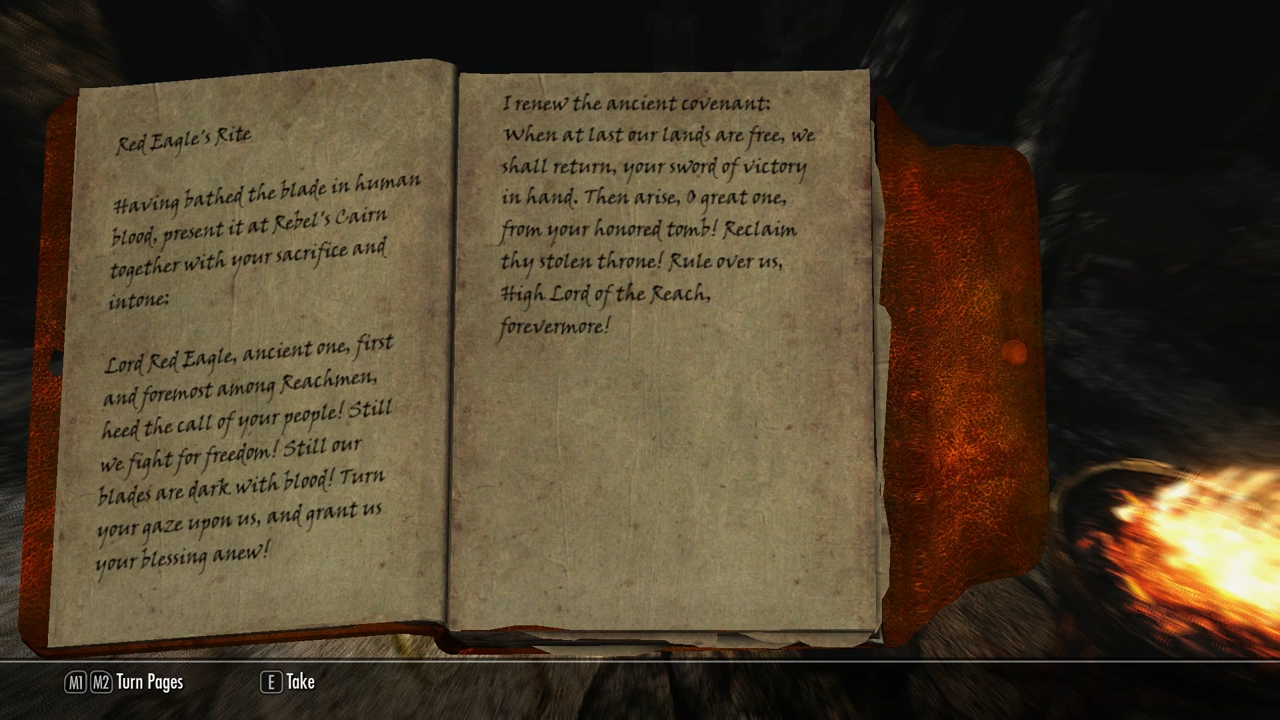 Red Eagle's Rite
Having bathed the blade in human
blood, present it at Rebel's Cairn
together with your sacrifice and
intone:
Lord Red Eagle, ancient one, first
and foremost among Reachmen,
heed the call of your people! Still
we fight for freedom! Still our
blades are dark with blood! Turn
your gaze upon us, and grant us
your blessing anew!
I renew the ancient covenant:
When at last our lands are free, we
shall return, your sword of victory
in hand. Then arise, O great one,
from your honored tomb! Reclaim
thy stolen throne! Rule over us,
High Lord of the Reach,
forevermore!
M1 M2 Turn Pages E Take